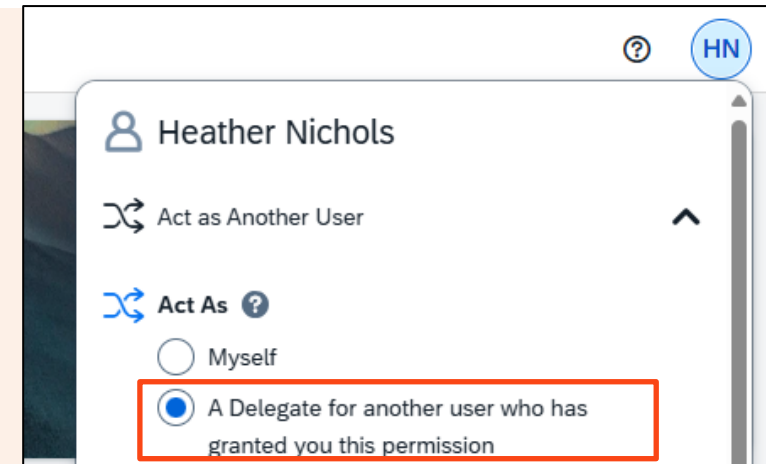 HN
Heather Nichols
Act as Another User
Act As
Myself
A Delegate for another user who has
granted you this permission